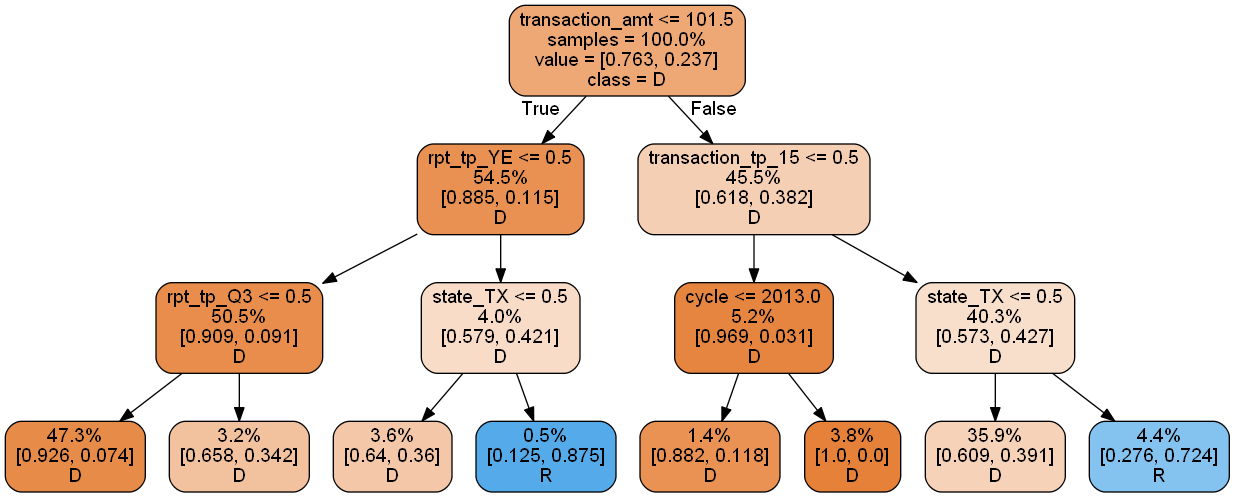 transaction_amt <= 101.5
samples = 100.0%
value = [0.763, 0.237]
class = D
True
False
rpt_tp_YE <= 0.5
54.5%
[0.885, 0.115]
D
transaction_tp_15 <= 0.5
45.5%
[0.618, 0.382]
D
rpt_tp_Q3 <= 0.5
50.5%
[0.909, 0.091]
D
state_TX <= 0.5
4.0%
[0.579, 0.421]
D
cycle <= 2013.0
5.2%
[0.969, 0.031]
D
state_TX <= 0.5
40.3%
[0.573, 0.427]
D
47.3%
[0.926, 0.074]
D
3.2%
[0.658, 0.342]
D
3.6%
[0.64, 0.36]
D
0.5%
[0.125, 0.875]
R
1.4%
[0.882, 0.118]
D
3.8%
[1.0, 0.0]
D
35.9%
[0.609, 0.391]
D
4.4%
[0.276, 0.724]
R